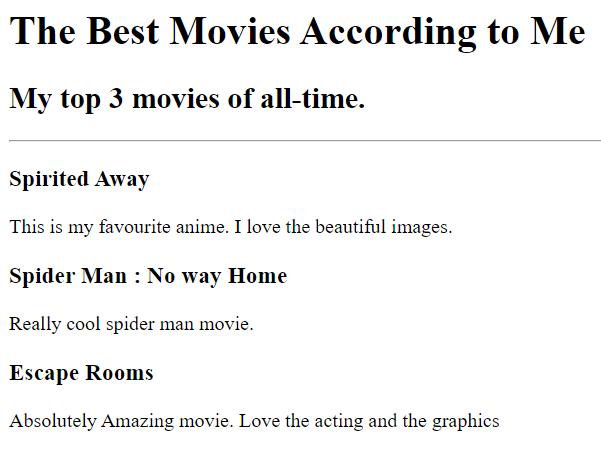 The Best Movies According to Me
My top 3 movies of all-time.
Spirited Away
This is my favourite anime. I love the beautiful images.
Spider Man : No way Home
Really cool spider man movie.
Escape Rooms
Absolutely Amazing movie. Love the acting and the graphics